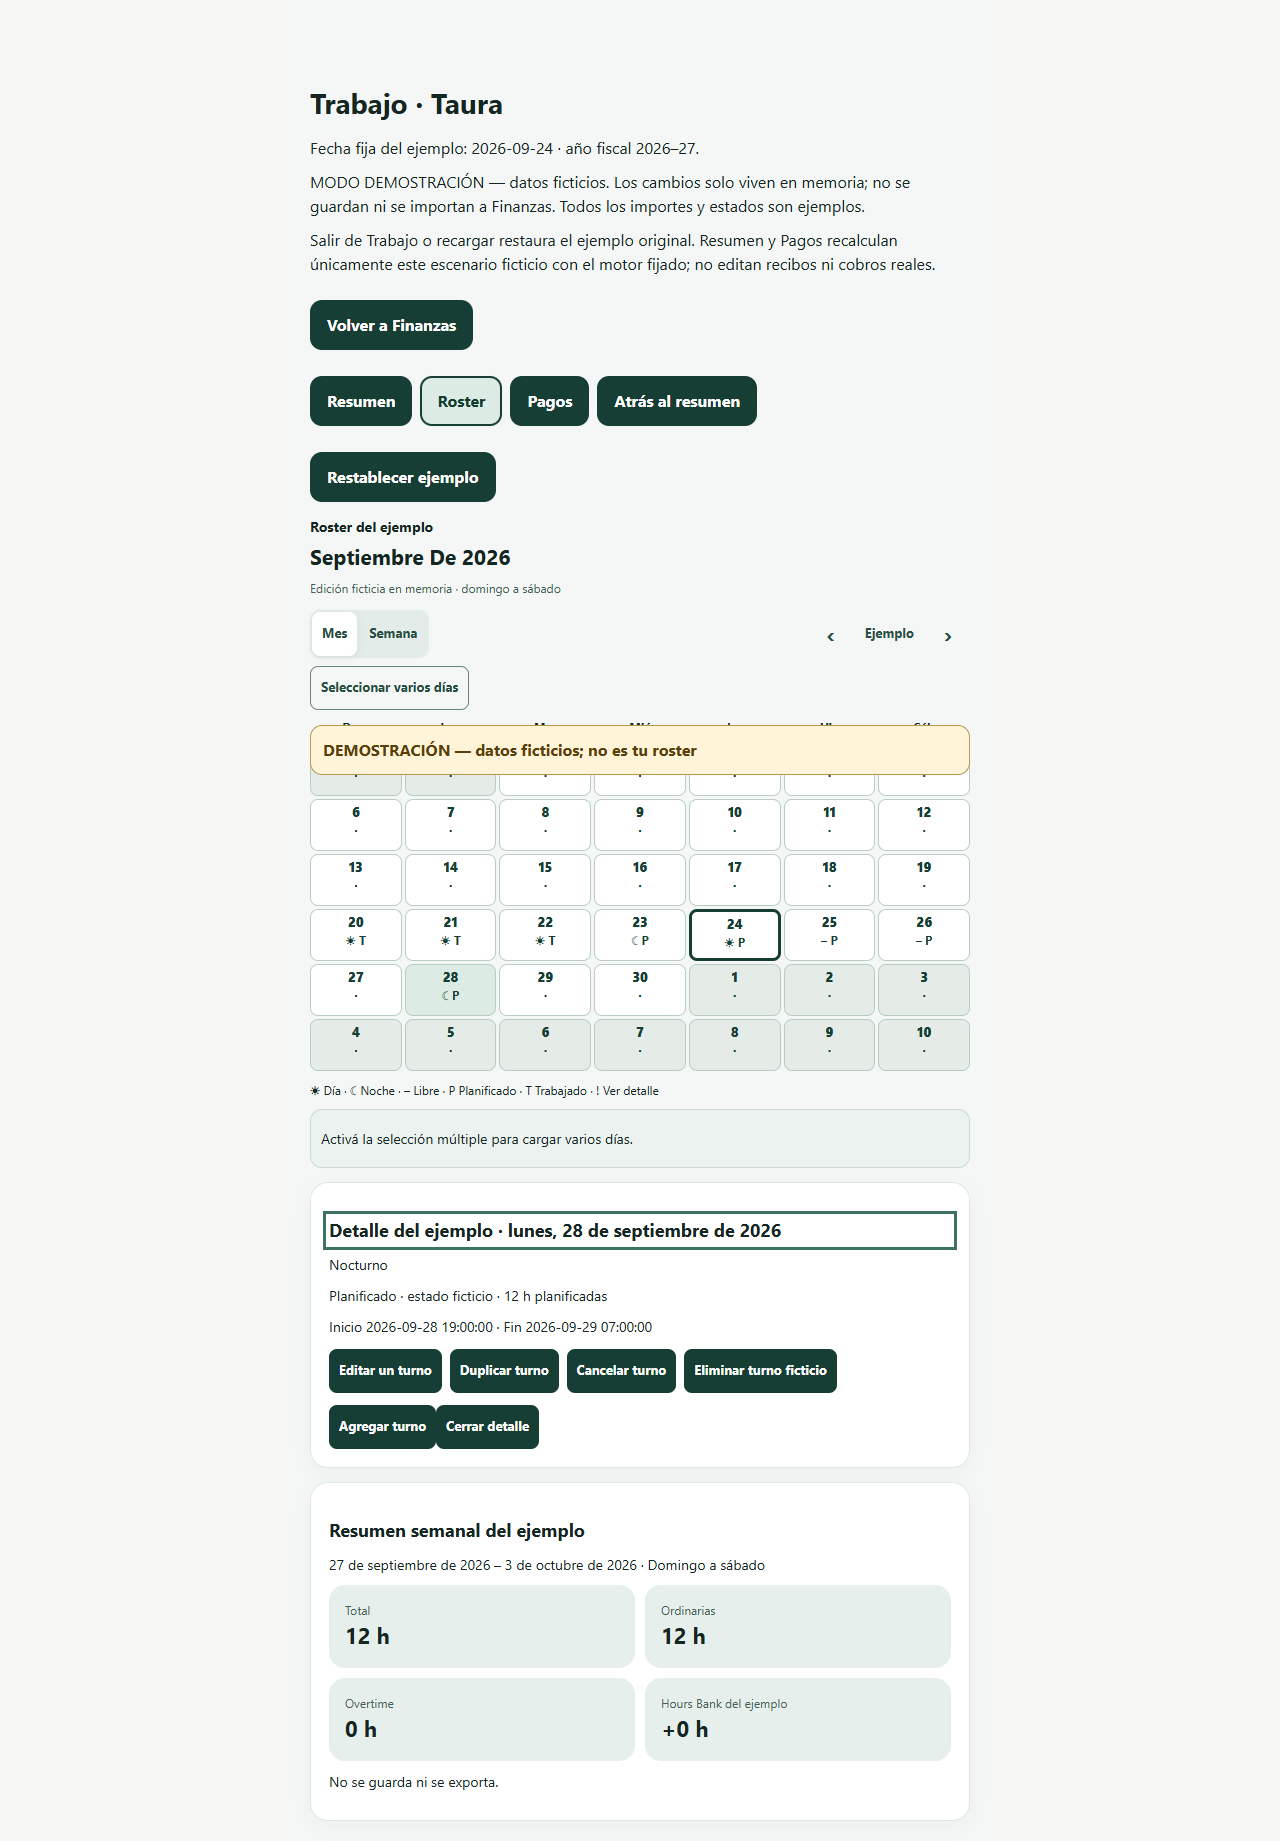 Trabajo · Taura
Fecha fija del ejemplo: 2026-09-24 · año fiscal 2026–27.
MODO DEMOSTRACIÓN — datos ficticios. Los cambios solo viven en memoria; no se
guardan ni se importan a Finanzas. Todos los importes y estados son ejemplos.
Salir de Trabajo o recargar restaura el ejemplo original. Resumen y Pagos recalculan
únicamente este escenario ficticio con el motor fijado; no editan recibos ni cobros reales.
Volver a Finanzas
Resumen Roster Pagos Atrás al resumen
Restablecer ejemplo
Roster del ejemplo
Septiembre De 2026
Edición ficticia en memoria · domingo a sábado
Mes Semana ‹ Ejemplo ›
Seleccionar varios días
DEMOSTRACIÓN — datos ficticios; no es tu roster
6 7 8 9 10 11 12
· · · · · · ·
13 14 15 16 17 18 19
· · · · · · ·
20 21 22 23 24 25 26
☀ T ☀ T ☀ T ☾ P ☀ P – P – P
27 28 29 30 1 2 3
· ☾ P · · · · ·
4 5 6 7 8 9 10
· · · · · · ·
☀ Día · ☾ Noche · – Libre · P Planificado · T Trabajado · ! Ver detalle
Activá la selección múltiple para cargar varios días.
Detalle del ejemplo · lunes, 28 de septiembre de 2026
Nocturno
Planificado · estado ficticio · 12 h planificadas
Inicio 2026-09-28 19:00:00 · Fin 2026-09-29 07:00:00
Editar un turno Duplicar turno Cancelar turno Eliminar turno ficticio
Agregar turno Cerrar detalle
Resumen semanal del ejemplo
27 de septiembre de 2026 – 3 de octubre de 2026 · Domingo a sábado
Total Ordinarias
12 h 12 h
Overtime Hours Bank del ejemplo
0 h +0 h
No se guarda ni se exporta.